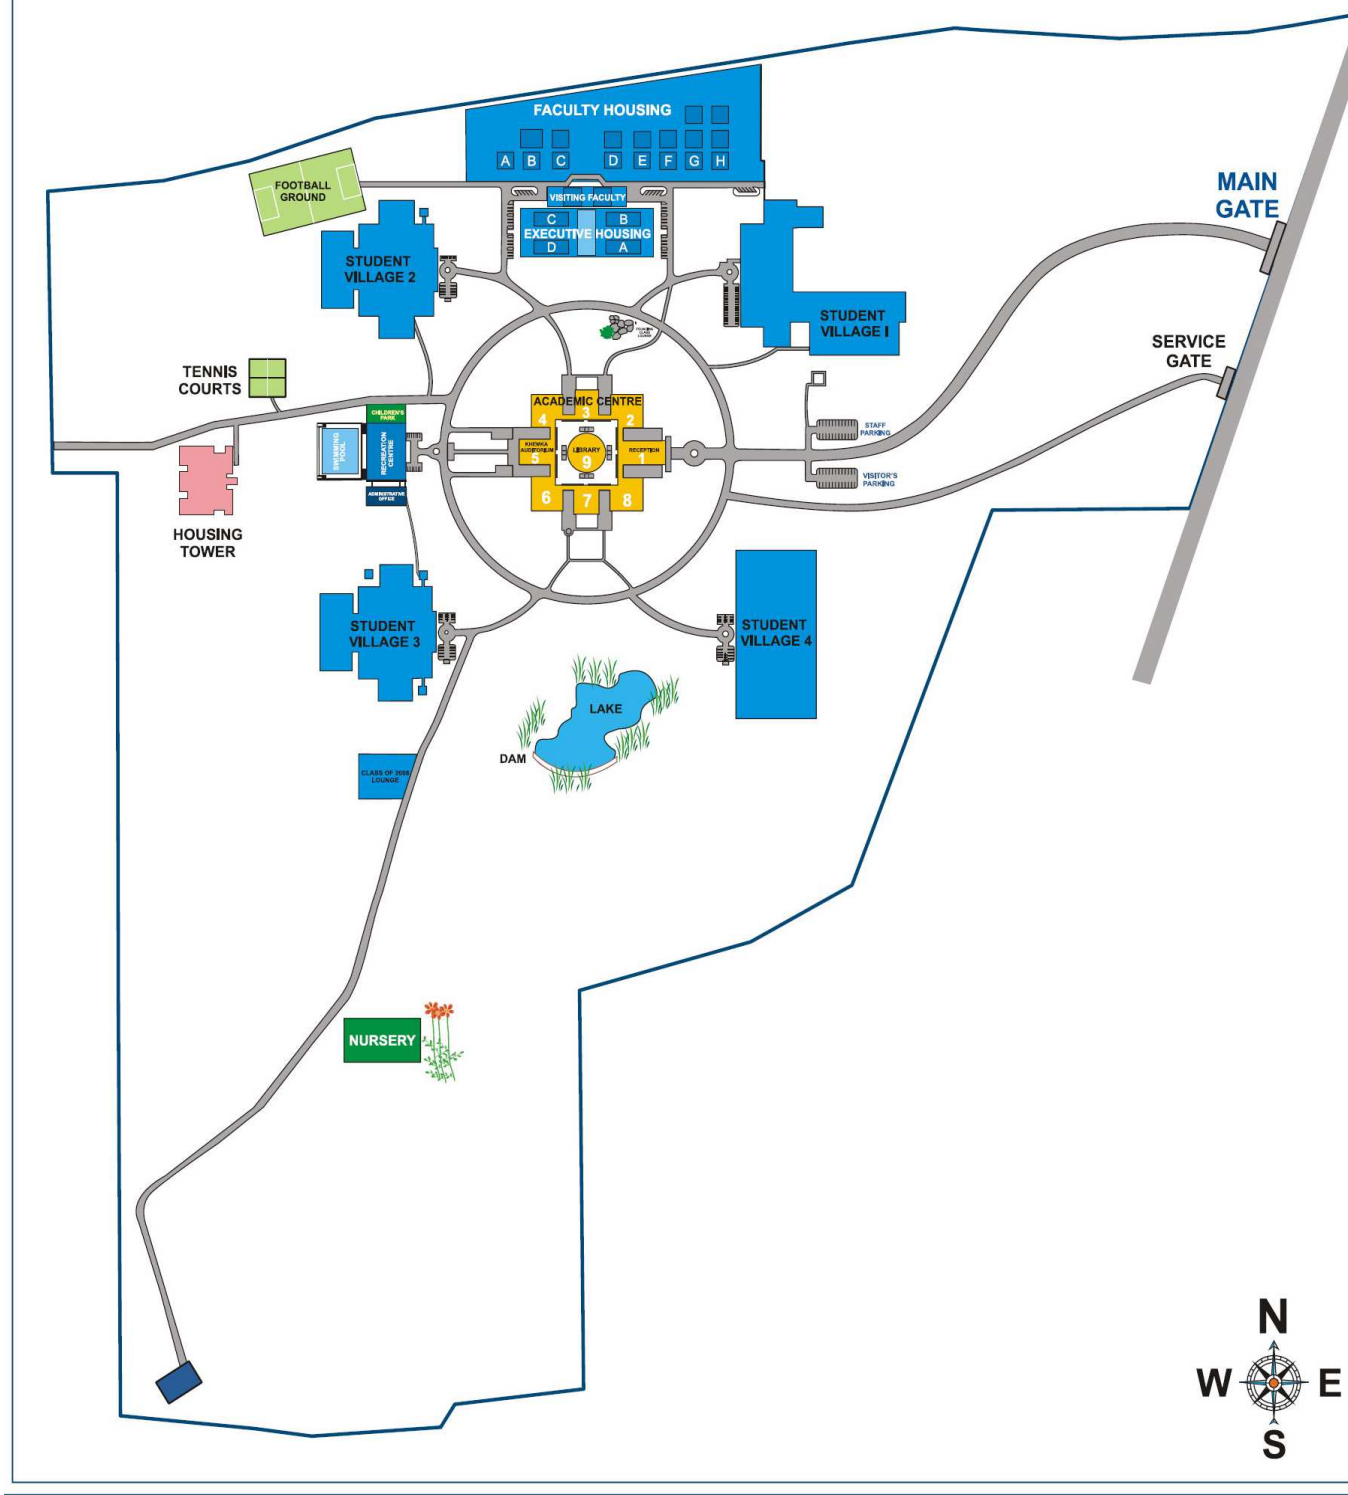 FACULTY HOUSING
A B C D E F G H
MAIN
GATE
FOOTBALL
GROUND
VISITING FACULTY
C B
EXECUTIVE HOUSING
D A
STUDENT
VILLAGE 2
STUDENT
VILLAGE I
FOUNDING
CLASS
LOUNGE
SERVICE
GATE
TENNIS
COURTS
ACADEMIC CENTRE
4 3 2
CHILDREN'S
PARK
STAFF
PARKING
SWIMMING
POOL
RECREATION
CENTRE
KHEMKA
AUDITORIUM
5
LIBRARY
9
RECEPTION
1
VISITOR'S
PARKING
ADMINISTRATIVE
OFFICE
6 7 8
HOUSING
TOWER
STUDENT
VILLAGE 3
STUDENT
VILLAGE 4
LAKE
DAM
CLASS OF 2008
LOUNGE
NURSERY
N
W E
S